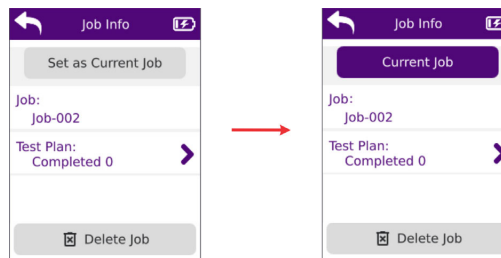 Job Info
Set as Current Job
Job:
Job-002
Test Plan:
Completed 0
Delete Job
Job Info
Current Job
Job:
Job-002
Test Plan:
Completed 0
Delete Job